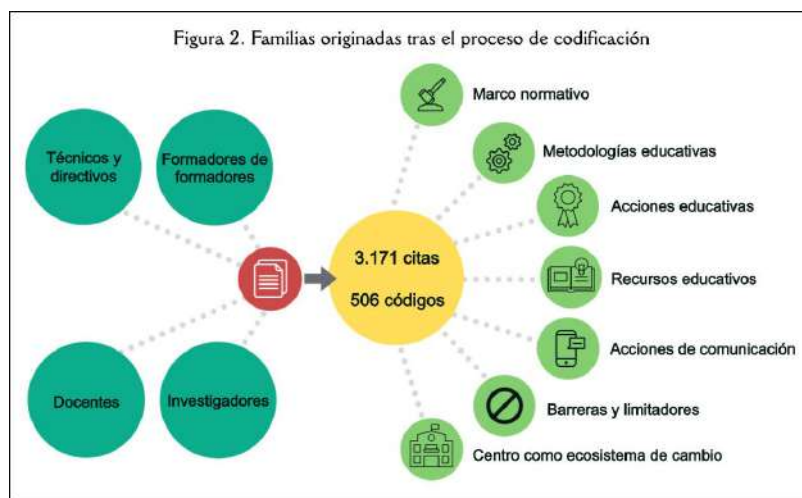 Figura 2. Familias originadas tras el proceso de codificación
Técnicos y
directivos
Formadores de
formadores
Docentes
Investigadores
3.171 citas
506 códigos
Marco normativo
Metodologías educativas
Acciones educativas
Recursos educativos
Acciones de comunicación
Barreras y limitadores
Centro como ecosistema de cambio